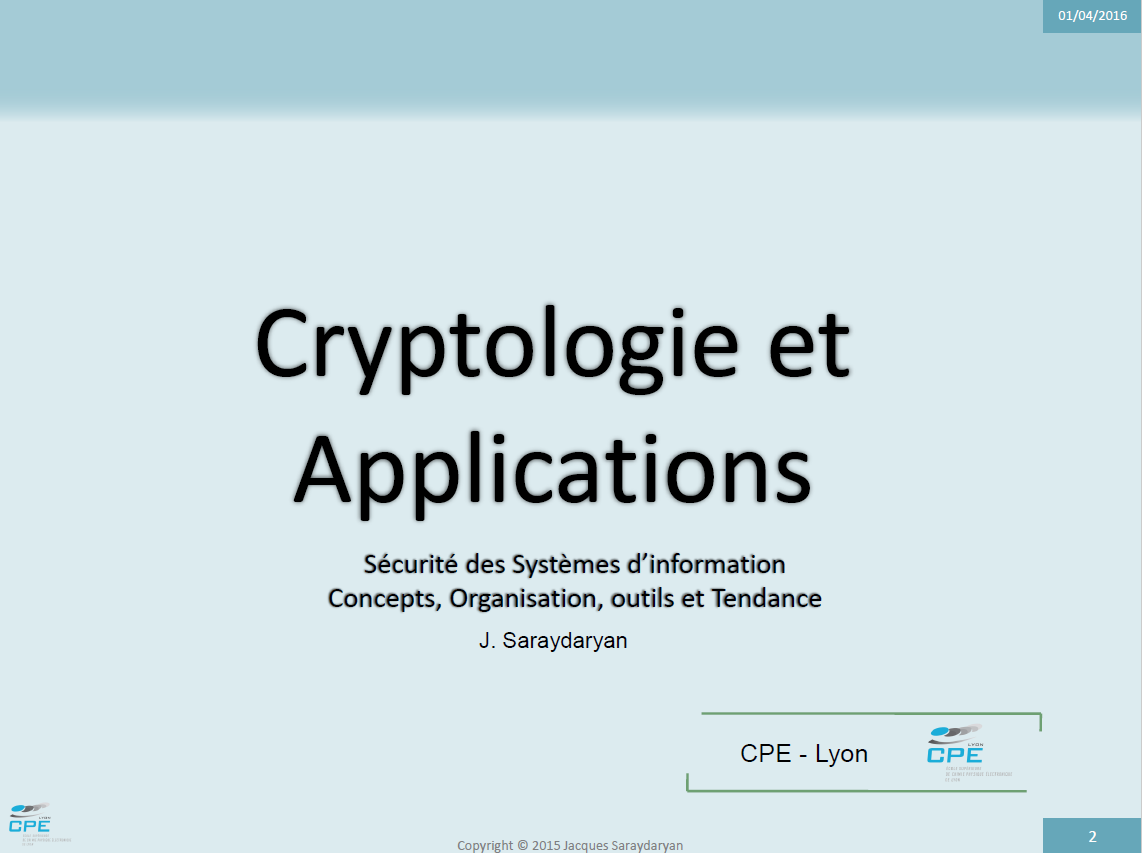 01/04/2016
Cryptologie et
Applications
Sécurité des Systèmes d’information
Concepts, Organisation, outils et Tendance
J. Saraydaryan
CPE - Lyon
LYON
CPE
LYON
CPE
Copyright © 2015 Jacques Saraydaryan
2